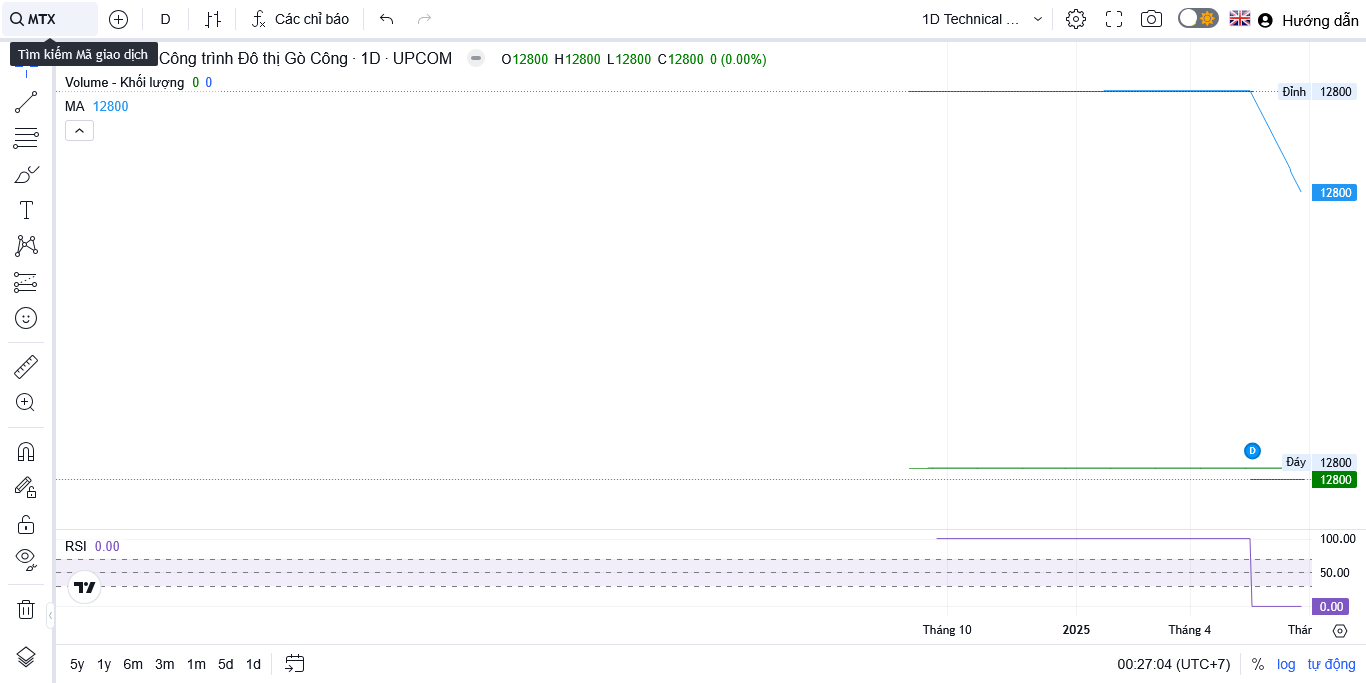 MTX
D
Các chỉ báo
1D Technical ...
Hướng dẫn
Tìm kiếm Mã giao dịch
Công trình Đô thị Gò Công · 1D · UPCOM
O12800 H12800 L12800 C12800 0 (0.00%)
Volume - Khối lượng 0 0
MA 12800
Đỉnh 12800
12800
D
Đáy 12800
12800
RSI 0.00
100.00
50.00
0.00
Tháng 10
2025
Tháng 4
Thár
5y 1y 6m 3m 1m 5d 1d
00:27:04 (UTC+7)
% log tự động